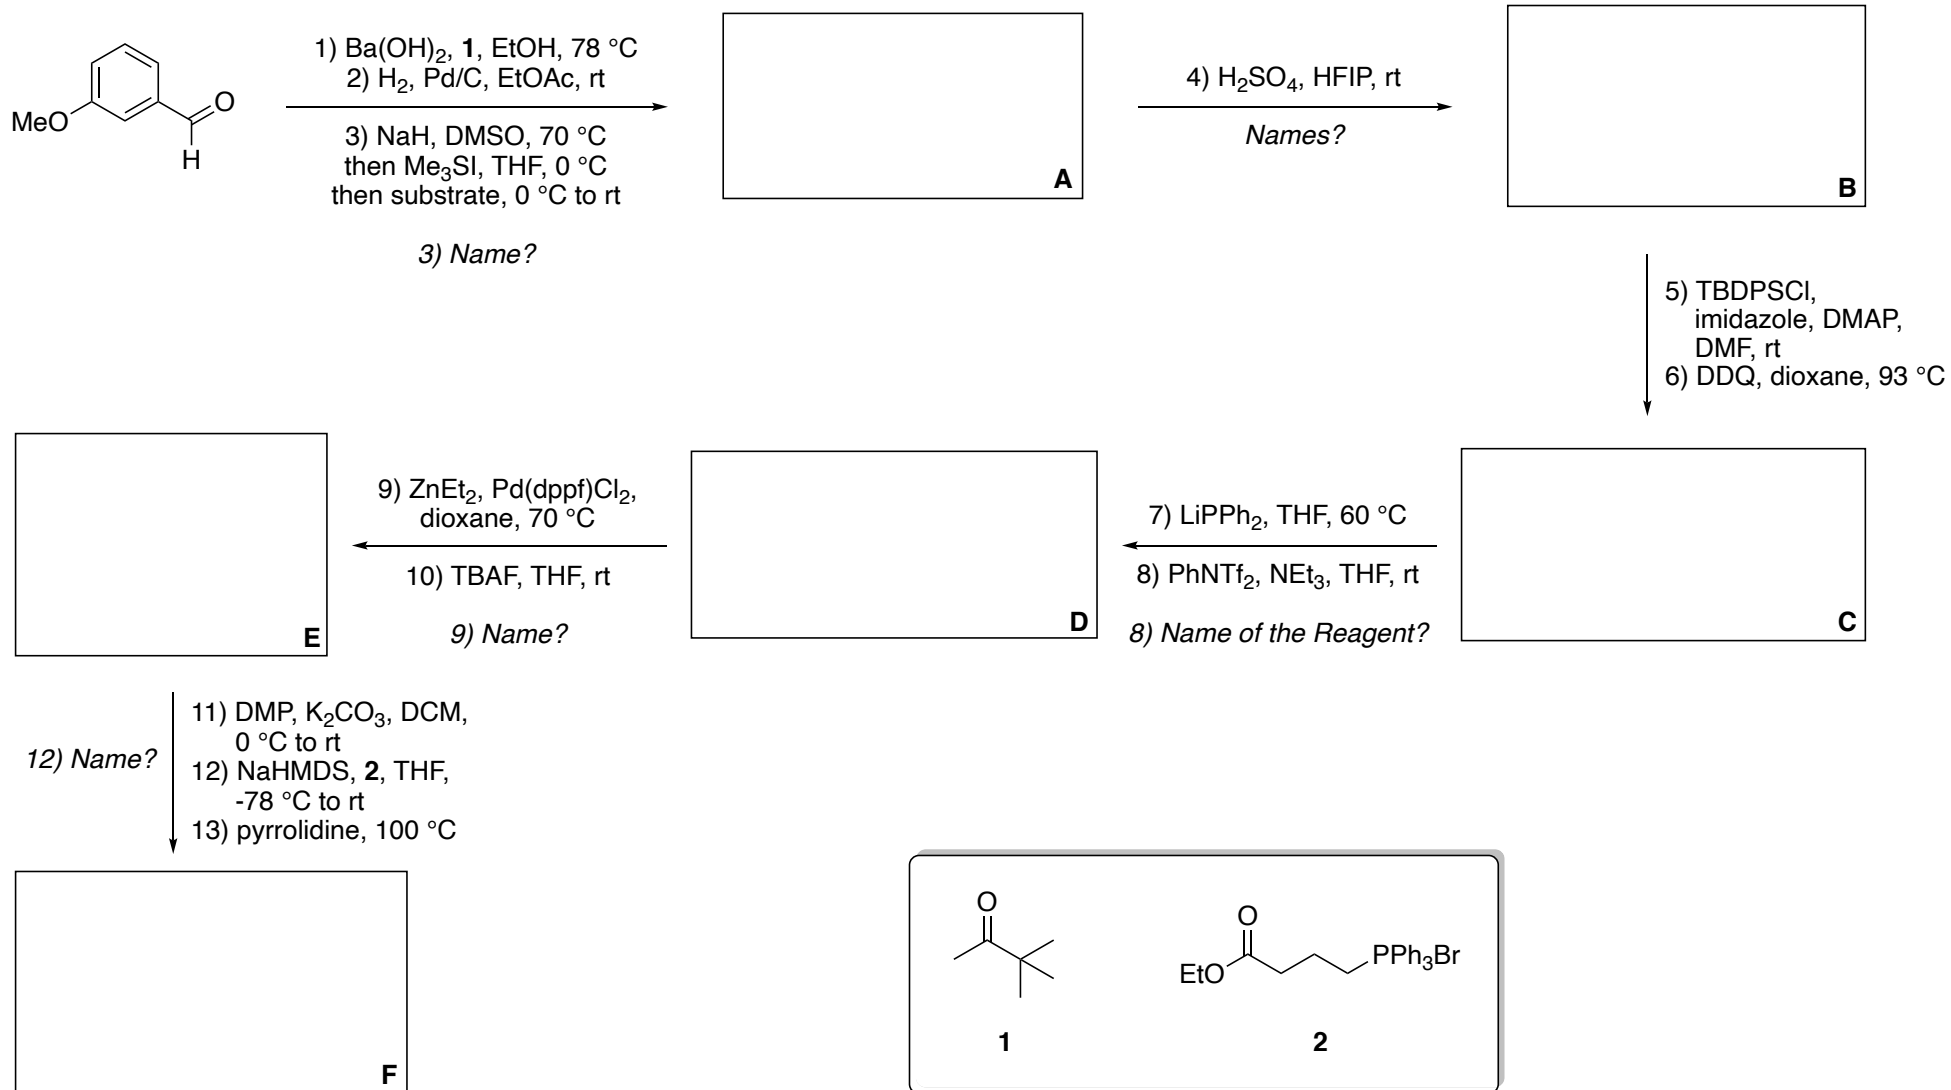 MeO
O
H
1) Ba(OH)2, 1, EtOH, 78 °C
2) H2, Pd/C, EtOAc, rt
3) NaH, DMSO, 70 °C
then Me3SI, THF, 0 °C
then substrate, 0 °C to rt
3) Name?
A
4) H2SO4, HFIP, rt
Names?
B
5) TBDPSCl,
imidazole, DMAP,
DMF, rt
6) DDQ, dioxane, 93 °C
C
7) LiPPh2, THF, 60 °C
8) PhNTf2, NEt3, THF, rt
8) Name of the Reagent?
D
9) ZnEt2, Pd(dppf)Cl2,
dioxane, 70 °C
10) TBAF, THF, rt
9) Name?
E
11) DMP, K2CO3, DCM,
0 °C to rt
12) NaHMDS, 2, THF,
-78 °C to rt
13) pyrrolidine, 100 °C
12) Name?
F
O
1
O
EtO
PPh3Br
2